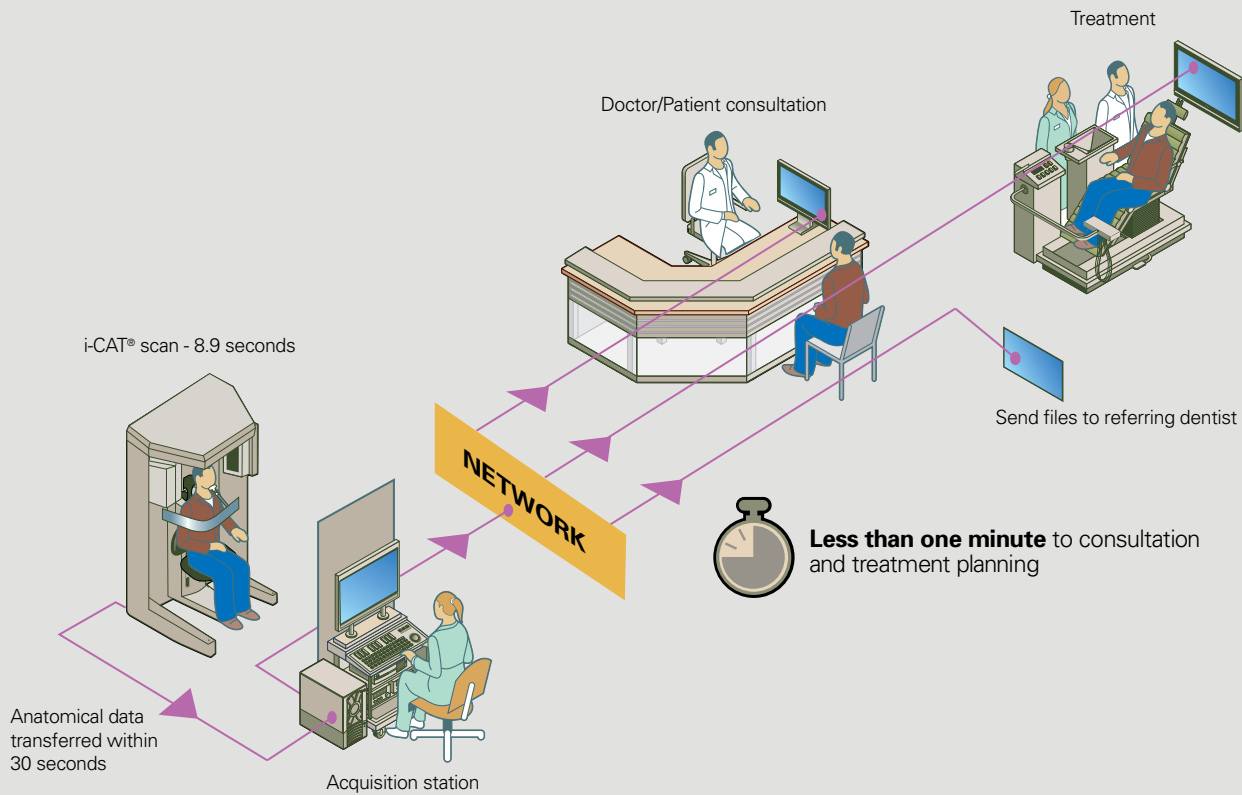 Treatment
Doctor/Patient consultation
i-CAT® scan - 8.9 seconds
Send files to referring dentist
NETWORK
Less than one minute to consultation
and treatment planning
Anatomical data
transferred within
30 seconds
Acquisition station